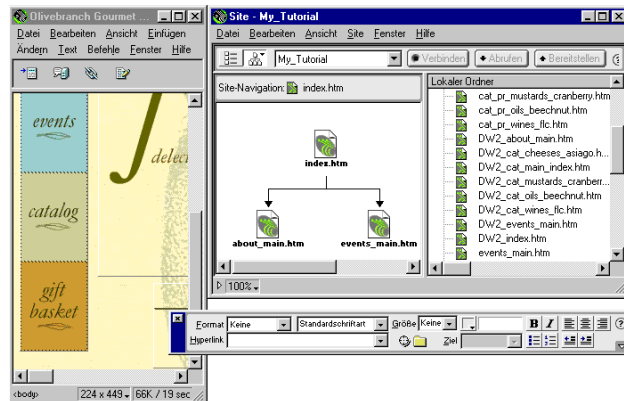 Olivebranch Gourmet ...
Datei Bearbeiten Ansicht Einfügen
Ändern Text Befehle Fenster Hilfe
events
delect
catalog
gift
basket
<body> 224 x 449 66K / 19 sec
Site - My_Tutorial
Datei Bearbeiten Ansicht Site Fenster Hilfe
My_Tutorial Verbinden Abrufen Bereitstellen
Site-Navigation: index.htm
index.htm
about_main.htm events_main.htm
100%
Lokaler Ordner
cat_pr_mustards_cranberry.htm
cat_pr_oils_beechnut.htm
cat_pr_wines_flc.htm
DW2_about_main.htm
DW2_cat_cheeses_asiago.h...
DW2_cat_main_index.htm
DW2_cat_mustards_cranberr...
DW2_cat_oils_beechnut.htm
DW2_cat_wines_flc.htm
DW2_events_main.htm
DW2_index.htm
events_main.htm
Format Keine Standardschriftart Größe Keine B I
Hyperlink Ziel